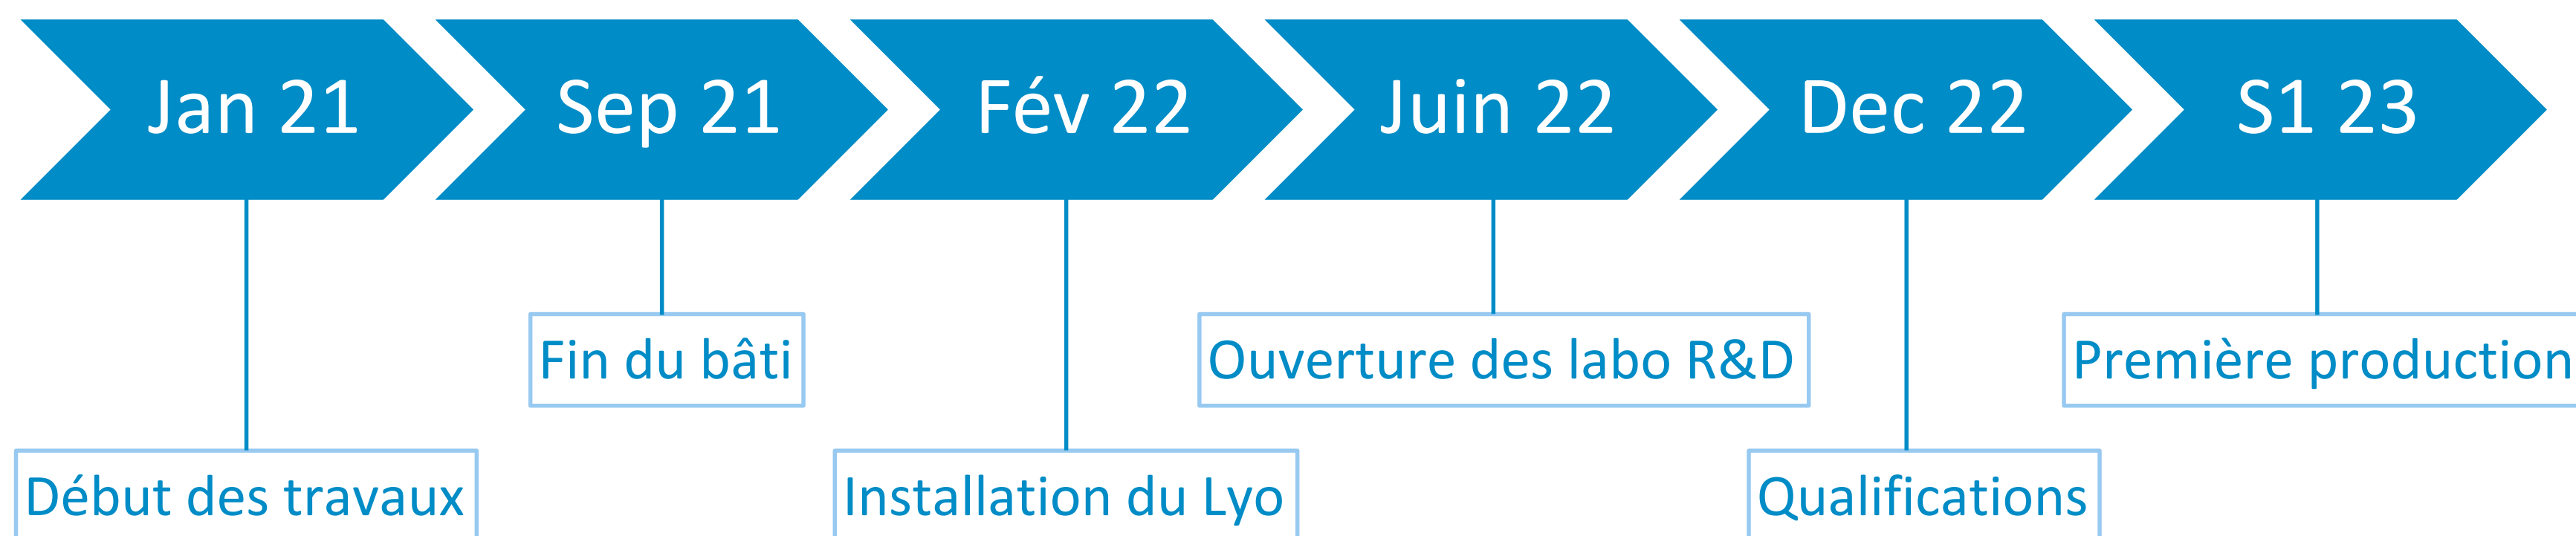 Jan 21
Sep 21
Fév 22
Juin 22
Dec 22
S1 23
Fin du bâti
Ouverture des labo R&D
Première production
Début des travaux
Installation du Lyo
Qualifications